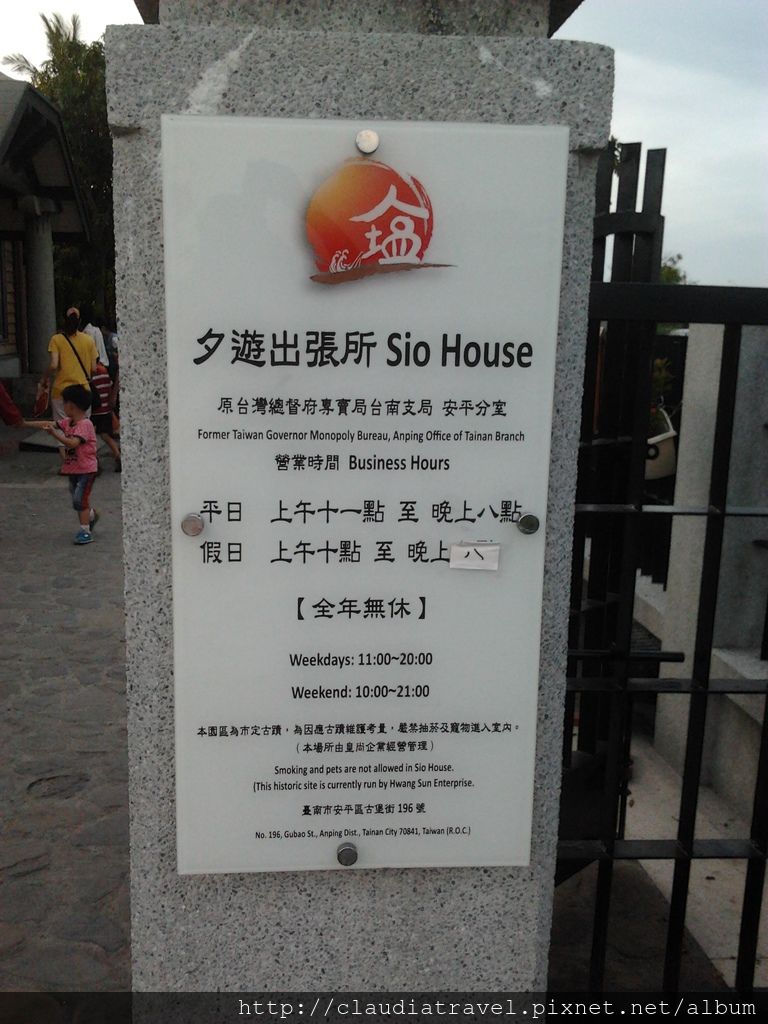 夕遊出張所 Sio House
原台灣總督府專賣局台南支局 安平分室
Former Taiwan Governor Monopoly Bureau, Anping Office of Tainan Branch
營業時間 Business Hours
平日 上午十一點 至 晚上八點
假日 上午十點 至 晚上八
【全年無休】
Weekdays: 11:00~20:00
Weekend: 10:00~21:00
本園區為市定古蹟，為因應古蹟維護考量，嚴禁抽菸及寵物進入室內。
（本場所由皇尚企業經營管理）
Smoking and pets are not allowed in Sio House.
(This historic site is currently run by Hwang Sun Enterprise.
臺南市安平區古堡街 196 號
No. 196, Gubao St., Anping Dist., Tainan City 70841, Taiwan (R.O.C.)
http://claudiatravel.pixnet.net/album